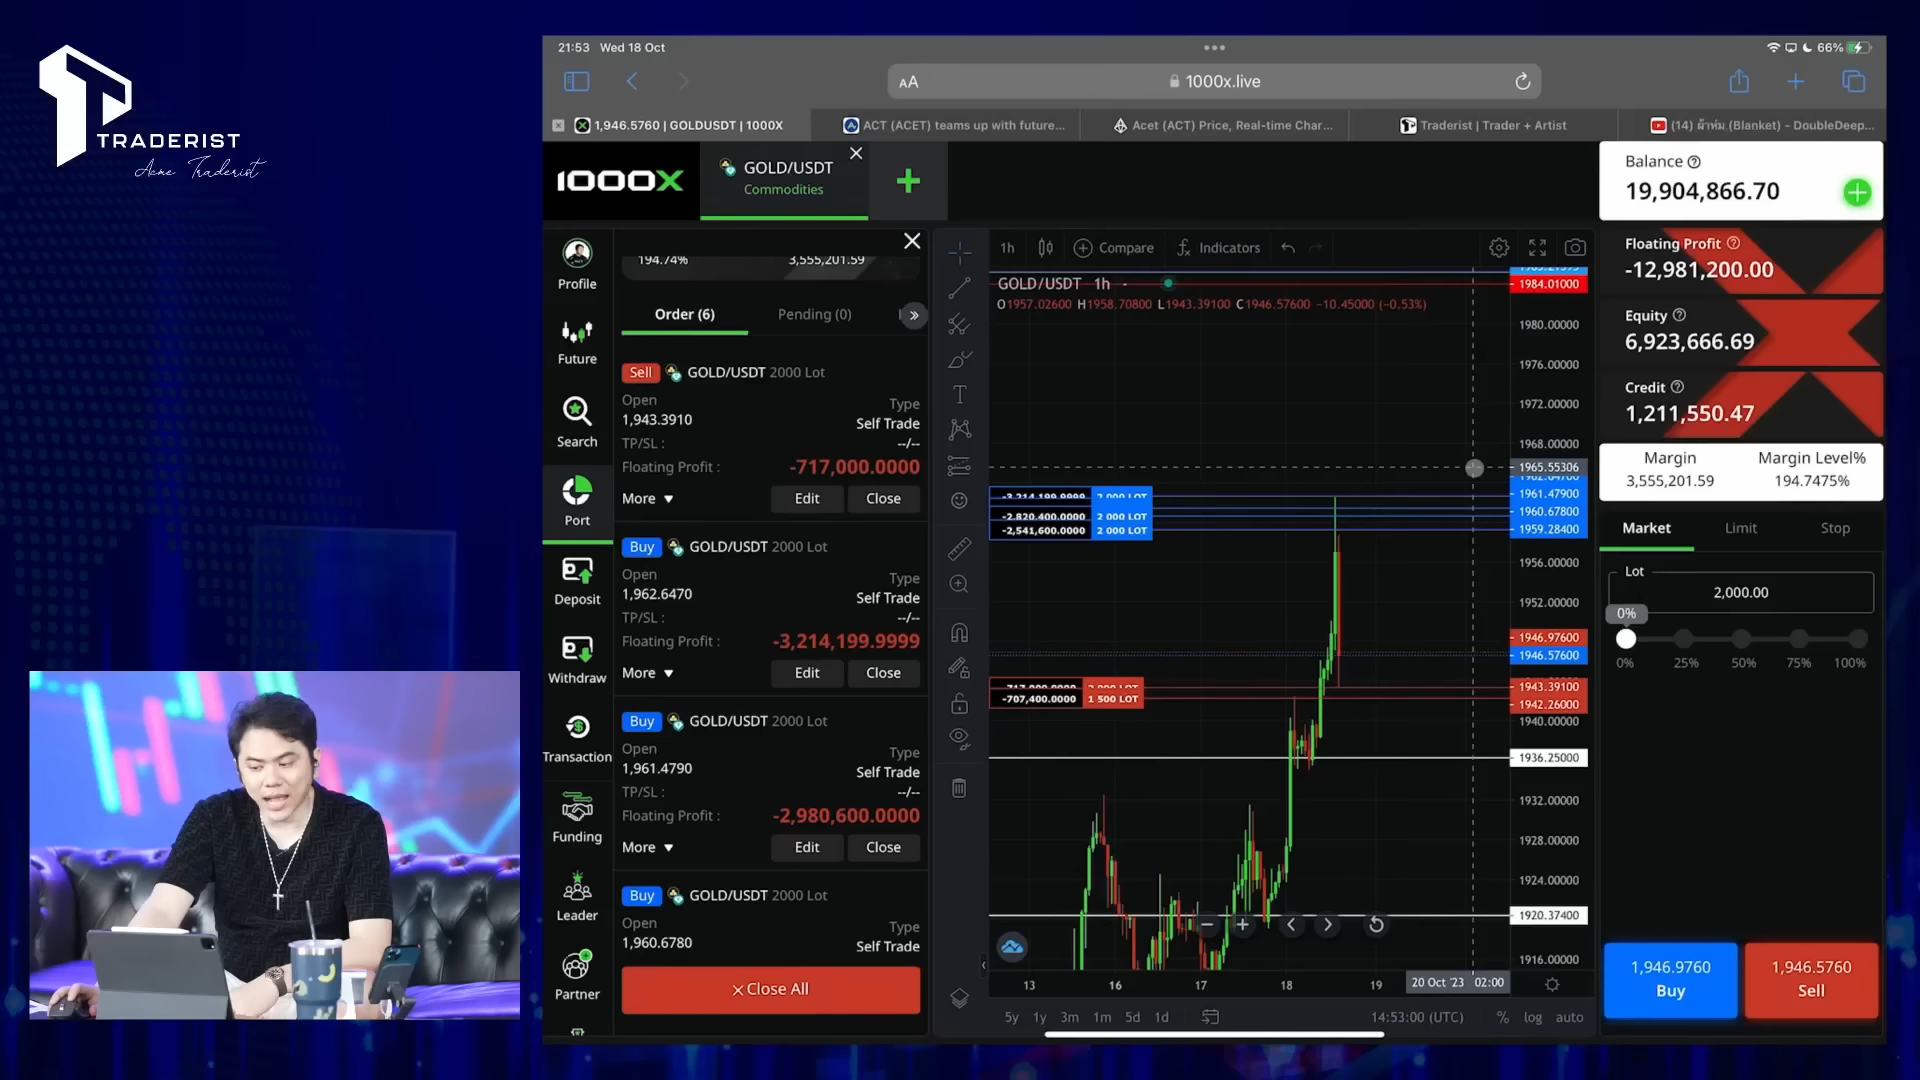 TRADERIST
Acme Traderist
21:53 Wed 18 Oct
66%
AA
1000x.live
1,946.5760 | GOLDUSDT | 1000X
ACT (ACET) teams up with future...
Acet (ACT) Price, Real-time Char...
Traderist | Trader + Artist
(14) ผ้าห่ม (Blanket) - DoubleDeep...
1000X
GOLD/USDT
Commodities
Balance
19,904,866.70
Floating Profit
-12,981,200.00
Equity
6,923,666.69
Credit
1,211,550.47
Margin
3,555,201.59
Margin Level%
194.7475%
Profile
Future
Search
Port
Deposit
Withdraw
Transaction
Funding
Leader
Partner
194.74%
3,555,201.59
Order (6)
Pending (0)
Sell GOLD/USDT 2000 Lot
Open
1,943.3910
Type
Self Trade
TP/SL :
--/--
Floating Profit :
-717,000.0000
More
Edit
Close
Buy GOLD/USDT 2000 Lot
Open
1,962.6470
Type
Self Trade
TP/SL :
--/--
Floating Profit :
-3,214,199.9999
More
Edit
Close
Buy GOLD/USDT 2000 Lot
Open
1,961.4790
Type
Self Trade
TP/SL :
--/--
Floating Profit :
-2,980,600.0000
More
Edit
Close
Buy GOLD/USDT 2000 Lot
Open
1,960.6780
Type
Self Trade
Close All
1h
Compare
Indicators
GOLD/USDT · 1h
O1957.02600 H1958.70800 L1943.39100 C1946.57600 −10.45000 (−0.53%)
-3,214,199.9999 2 000 LOT
-2,820,400.0000 2 000 LOT
-2,541,600.0000 2 000 LOT
-707,400.0000 1 500 LOT
1984.01000
1980.00000
1976.00000
1972.00000
1968.00000
1965.55306
1961.47900
1960.67800
1959.28400
1956.00000
1952.00000
1946.97600
1946.57600
1943.39100
1942.26000
1940.00000
1936.25000
1932.00000
1928.00000
1924.00000
1920.37400
1916.00000
13
16
17
18
19
20 Oct '23 02:00
5y 1y 3m 1m 5d 1d
14:53:00 (UTC)
% log auto
Market
Limit
Stop
Lot
2,000.00
0%
0% 25% 50% 75% 100%
1,946.9760
Buy
1,946.5760
Sell